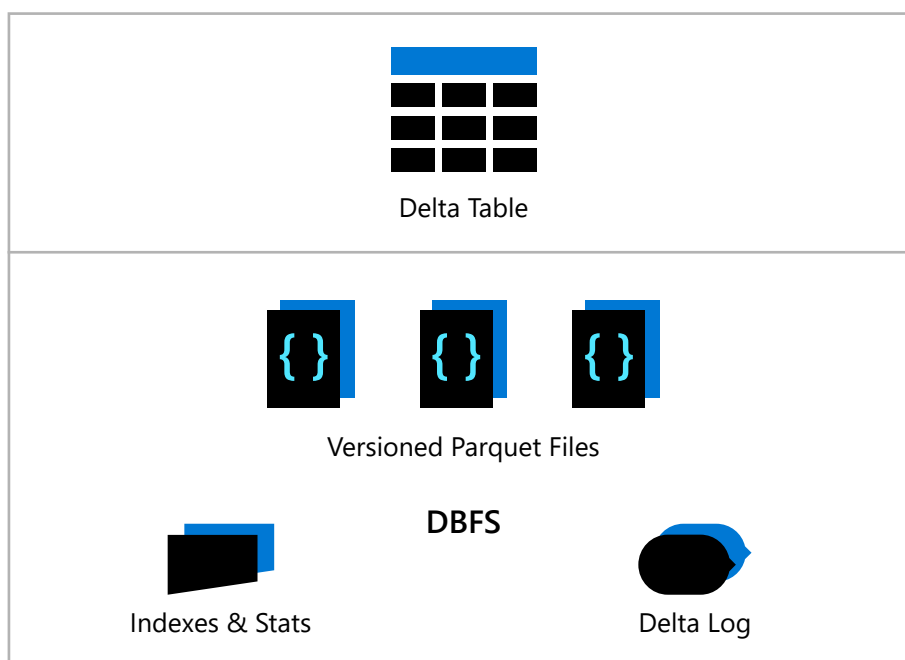 Delta Table
{ } { } { }
Versioned Parquet Files
DBFS
Indexes & Stats
Delta Log